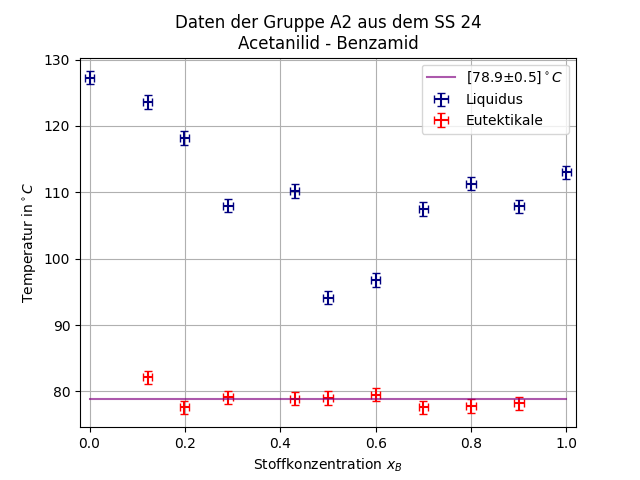 Daten der Gruppe A2 aus dem SS 24
Acetanilid - Benzamid
130
120
110
100
90
80
Temperatur in °C
[78.9±0.5]°C
Liquidus
Eutektikale
0.0 0.2 0.4 0.6 0.8 1.0
Stoffkonzentration x_B